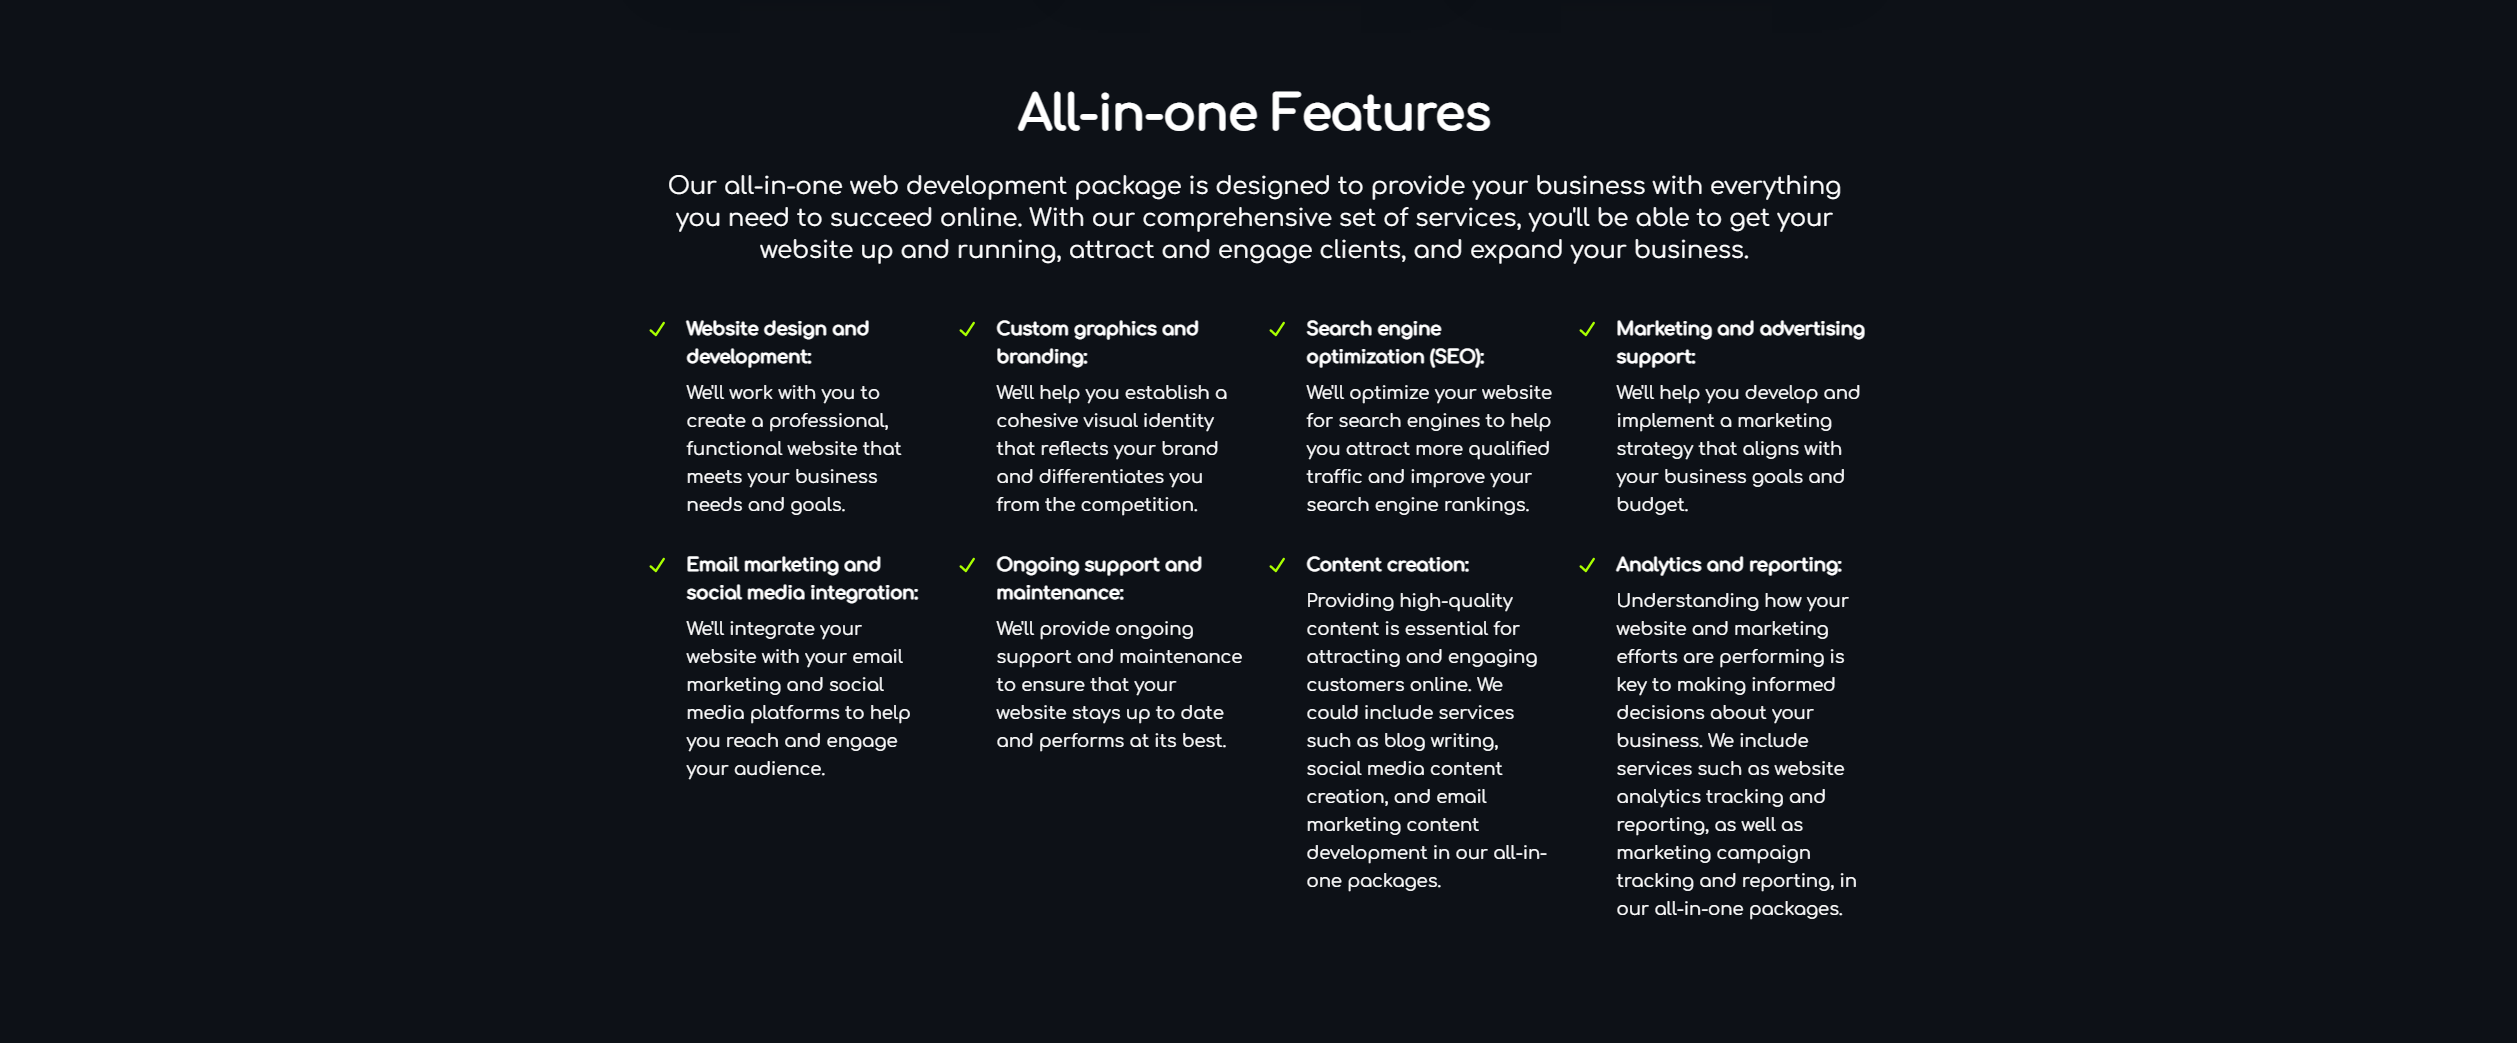 All-in-one Features
Our all-in-one web development package is designed to provide your business with everything
you need to succeed online. With our comprehensive set of services, you'll be able to get your
website up and running, attract and engage clients, and expand your business.
Website design and
development:
We'll work with you to
create a professional,
functional website that
meets your business
needs and goals.
Custom graphics and
branding:
We'll help you establish a
cohesive visual identity
that reflects your brand
and differentiates you
from the competition.
Search engine
optimization (SEO):
We'll optimize your website
for search engines to help
you attract more qualified
traffic and improve your
search engine rankings.
Marketing and advertising
support:
We'll help you develop and
implement a marketing
strategy that aligns with
your business goals and
budget.
Email marketing and
social media integration:
We'll integrate your
website with your email
marketing and social
media platforms to help
you reach and engage
your audience.
Ongoing support and
maintenance:
We'll provide ongoing
support and maintenance
to ensure that your
website stays up to date
and performs at its best.
Content creation:
Providing high-quality
content is essential for
attracting and engaging
customers online. We
could include services
such as blog writing,
social media content
creation, and email
marketing content
development in our all-in-
one packages.
Analytics and reporting:
Understanding how your
website and marketing
efforts are performing is
key to making informed
decisions about your
business. We include
services such as website
analytics tracking and
reporting, as well as
marketing campaign
tracking and reporting, in
our all-in-one packages.